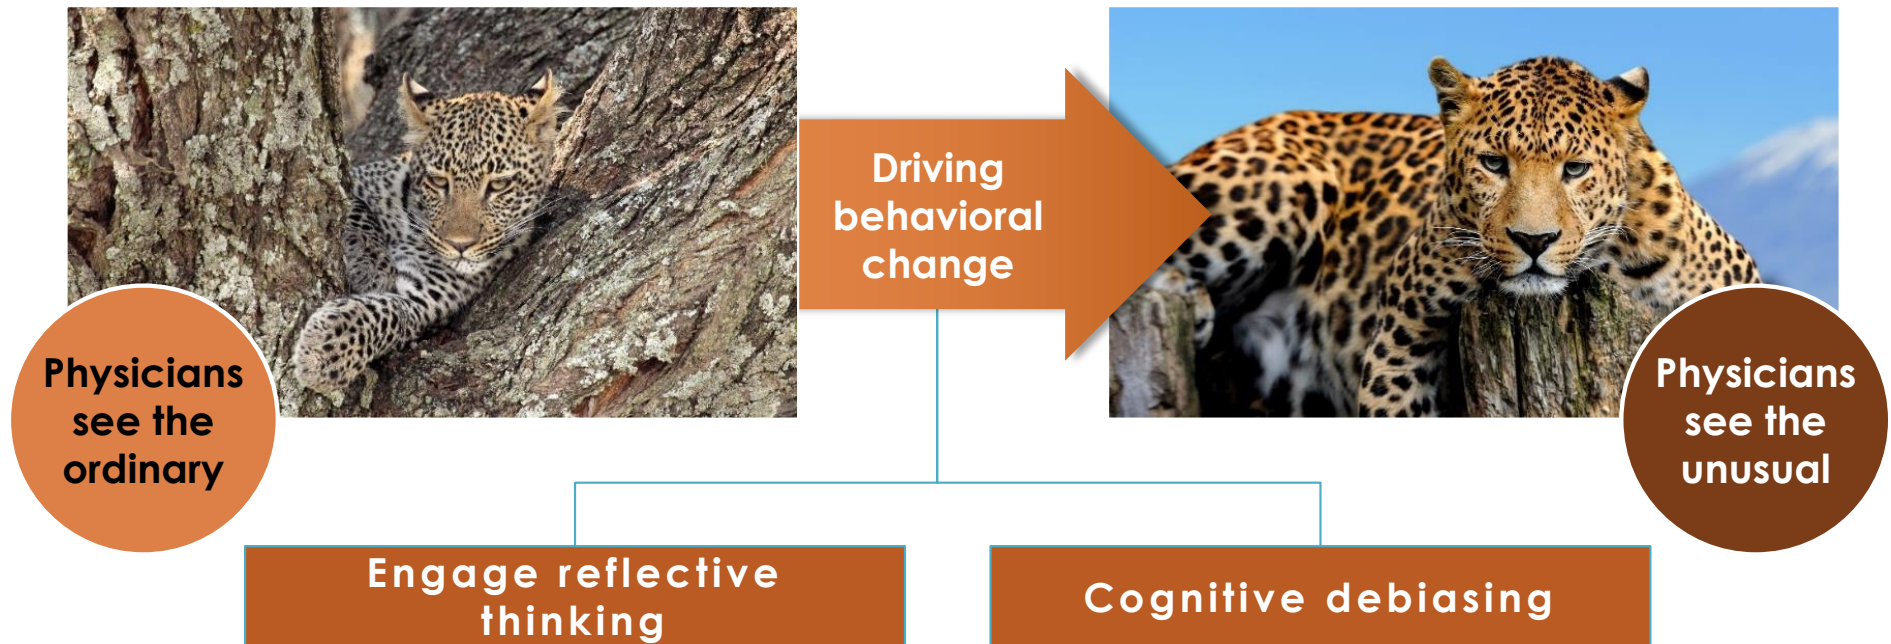 Driving
behavioral
change
Physicians
see the
ordinary
Physicians
see the
unusual
Engage reflective
thinking
Cognitive debiasing